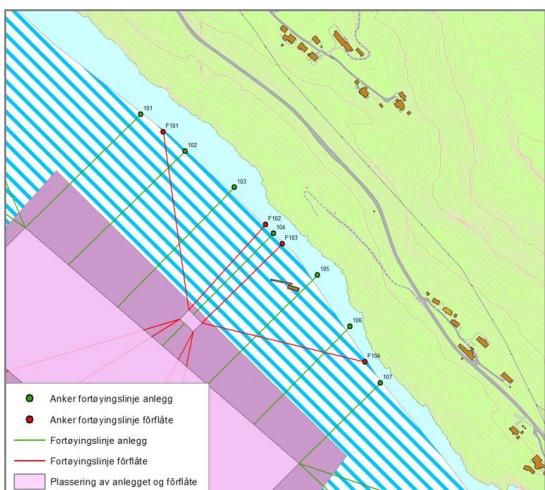 101
F101
102
103
F102
104
F103
105
106
F104
107
Anker fortøyingslinje anlegg
Anker fortøyingslinje fôrflåte
Fortøyingslinje anlegg
Fortøyingslinje fôrflåte
Plassering av anlegget og fôrflåte